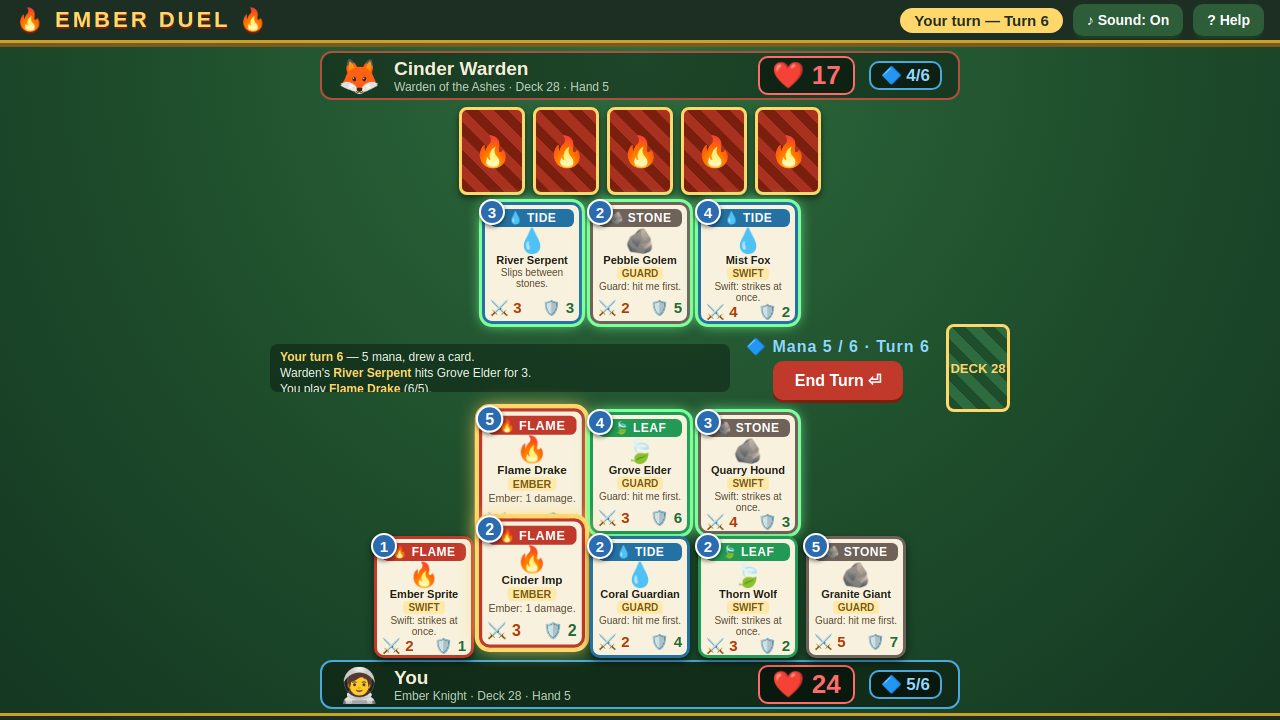 🔥 EMBER DUEL 🔥
Your turn — Turn 6
♪ Sound: On
? Help
Cinder Warden
Warden of the Ashes · Deck 28 · Hand 5
17
4/6
3
TIDE
River Serpent
Slips between
stones.
3
3
2
STONE
Pebble Golem
GUARD
Guard: hit me first.
2
5
4
TIDE
Mist Fox
SWIFT
Swift: strikes at
once.
4
2
Your turn 6 — 5 mana, drew a card.
Warden's River Serpent hits Grove Elder for 3.
You play Flame Drake (6/5).
Mana 5 / 6 · Turn 6
End Turn ⏎
DECK 28
5
FLAME
Flame Drake
EMBER
Ember: 1 damage.
4
LEAF
Grove Elder
GUARD
Guard: hit me first.
3
6
3
STONE
Quarry Hound
SWIFT
Swift: strikes at
once.
4
3
1
FLAME
Ember Sprite
SWIFT
Swift: strikes at
once.
2
1
2
FLAME
Cinder Imp
EMBER
Ember: 1 damage.
3
2
2
TIDE
Coral Guardian
GUARD
Guard: hit me first.
2
4
2
LEAF
Thorn Wolf
SWIFT
Swift: strikes at
once.
3
2
5
STONE
Granite Giant
GUARD
Guard: hit me first.
5
7
You
Ember Knight · Deck 28 · Hand 5
24
5/6